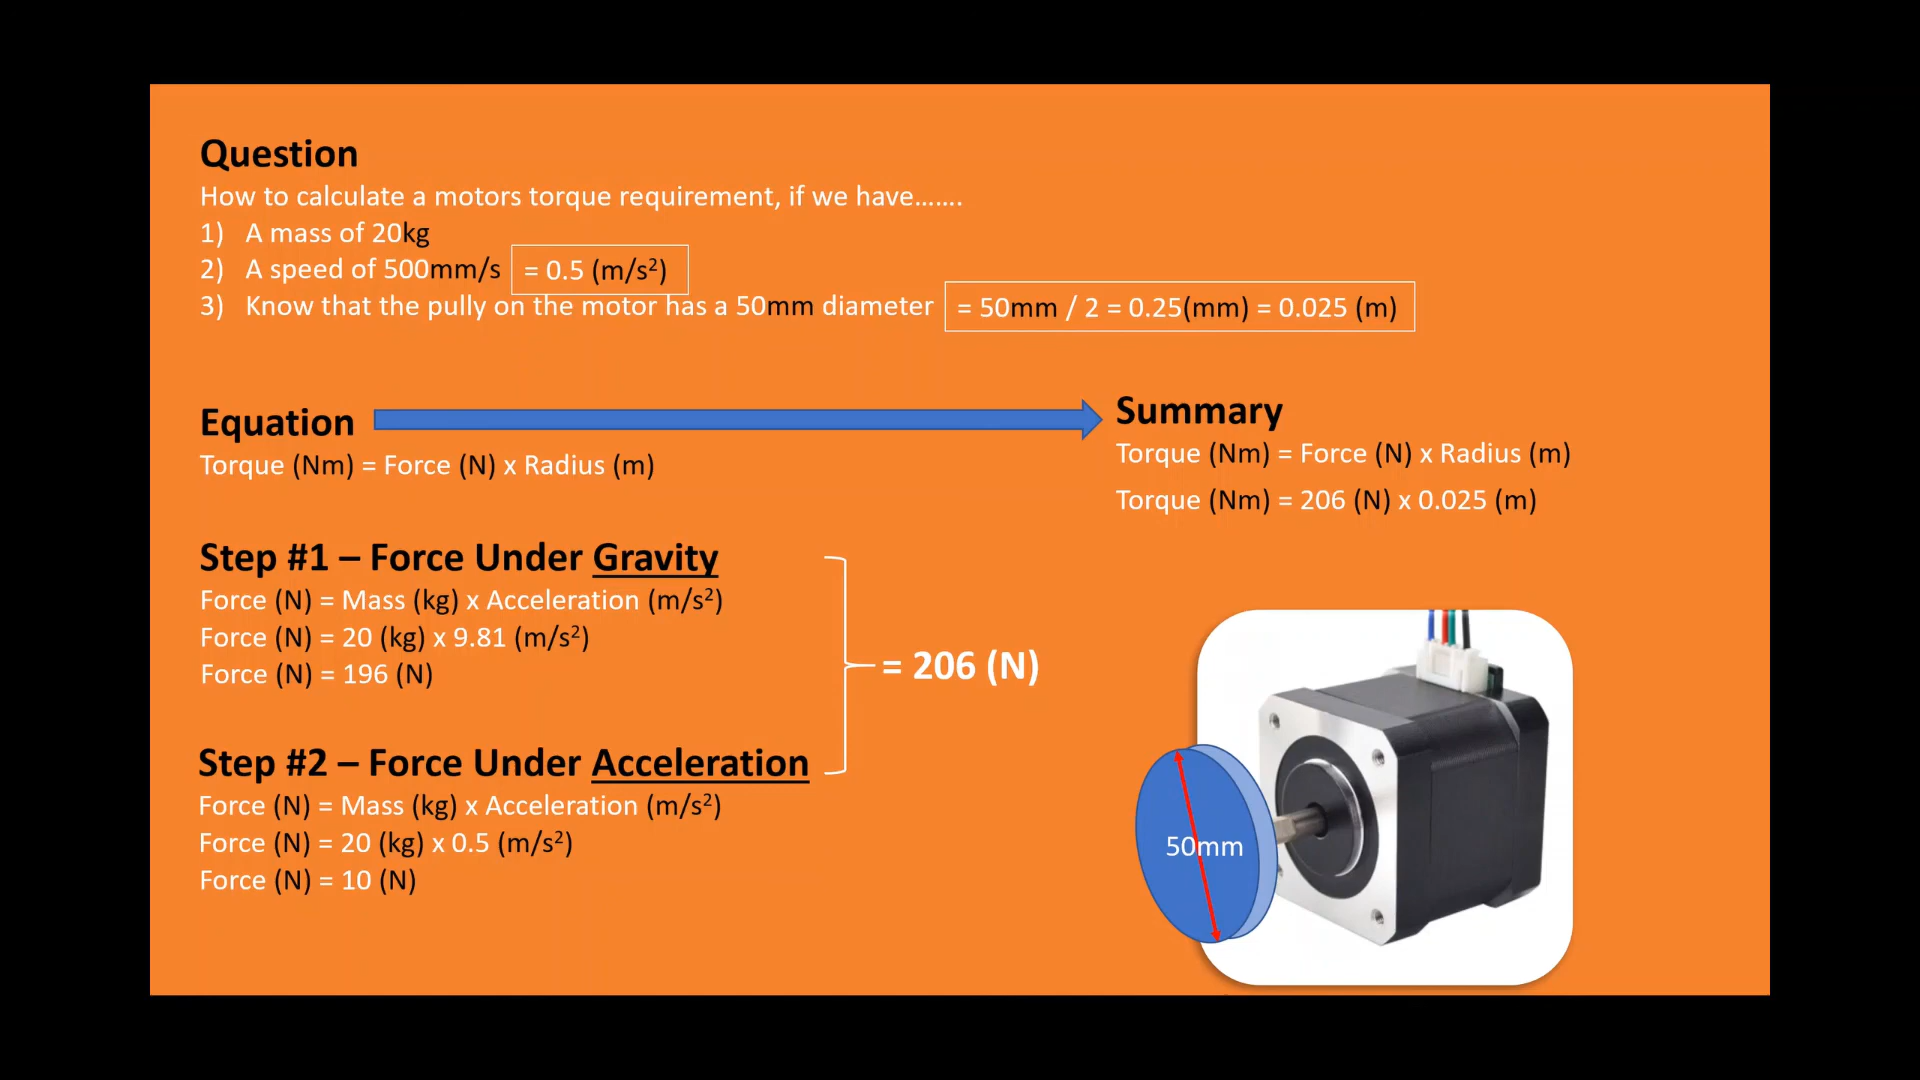 Question
How to calculate a motors torque requirement, if we have.......
1) A mass of 20kg
2) A speed of 500mm/s = 0.5 (m/s²)
3) Know that the pully on the motor has a 50mm diameter = 50mm / 2 = 0.25(mm) = 0.025 (m)
Equation
Torque (Nm) = Force (N) x Radius (m)
Step #1 – Force Under Gravity
Force (N) = Mass (kg) x Acceleration (m/s²)
Force (N) = 20 (kg) x 9.81 (m/s²)
Force (N) = 196 (N)
Step #2 – Force Under Acceleration
Force (N) = Mass (kg) x Acceleration (m/s²)
Force (N) = 20 (kg) x 0.5 (m/s²)
Force (N) = 10 (N)
= 206 (N)
Summary
Torque (Nm) = Force (N) x Radius (m)
Torque (Nm) = 206 (N) x 0.025 (m)
50mm